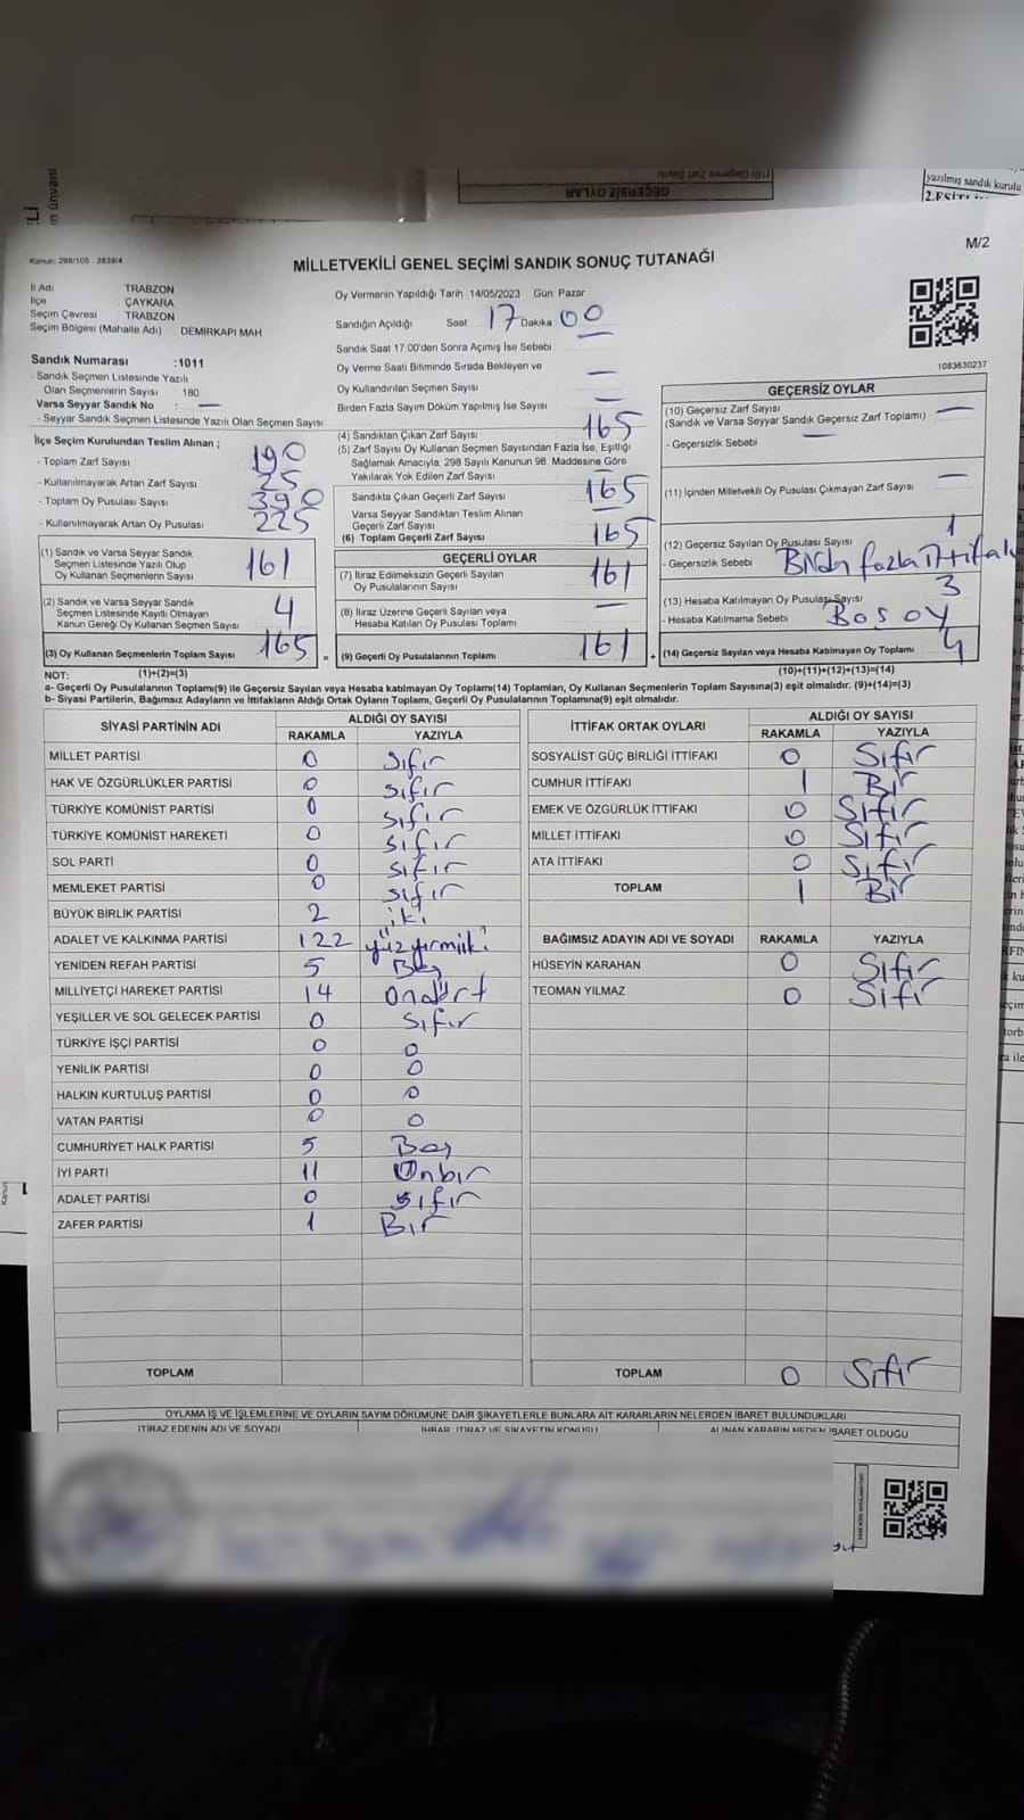 GEÇERSİZ OYLAR
yazılmış sandık kurulu
M/2
MİLLETVEKİLİ GENEL SEÇİMİ SANDIK SONUÇ TUTANAĞI
İl Adı TRABZON
İlçe ÇAYKARA
Seçim Çevresi TRABZON
Seçim Bölgesi (Mahalle Adı) DEMİRKAPI MAH
Oy Vermenin Yapıldığı Tarih 14/05/2023 Gün: Pazar
Sandığın Açıldığı Saat 17 Dakika 00
Sandık Saat 17.00'den Sonra Açılmış İse Sebebi
Oy Verme Saati Bitiminde Sırada Bekleyen ve —
Oy Kullandırılan Seçmen Sayısı
Birden Fazla Sayım Döküm Yapılmış İse Sayısı —
1083630237
Sandık Numarası :1011
- Sandık Seçmen Listesinde Yazılı
Olan Seçmenlerin Sayısı 180
Varsa Seyyar Sandık No : —
- Seyyar Sandık Seçmen Listesinde Yazılı Olan Seçmen Sayısı
İlçe Seçim Kurulundan Teslim Alınan ;
- Toplam Zarf Sayısı 190
- Kullanılmayarak Artan Zarf Sayısı 25
- Toplam Oy Pusulası Sayısı 390
- Kullanılmayarak Artan Oy Pusulası 225
(4) Sandıktan Çıkan Zarf Sayısı 165
(5) Zarf Sayısı Oy Kullanan Seçmen Sayısından Fazla İse, Eşitliği
Sağlamak Amacıyla, 298 Sayılı Kanunun 98. Maddesine Göre
Yakılarak Yok Edilen Zarf Sayısı
Sandıkta Çıkan Geçerli Zarf Sayısı 165
Varsa Seyyar Sandıktan Teslim Alınan
Geçerli Zarf Sayısı
(6) Toplam Geçerli Zarf Sayısı 165
GEÇERSİZ OYLAR
(10) Geçersiz Zarf Sayısı —
(Sandık ve Varsa Seyyar Sandık Geçersiz Zarf Toplamı)
- Geçersizlik Sebebi —
(11) İçinden Milletvekili Oy Pusulası Çıkmayan Zarf Sayısı —
(12) Geçersiz Sayılan Oy Pusulası Sayısı 1
- Geçersizlik Sebebi Birden fazla ittifak
(13) Hesaba Katılmayan Oy Pusulası Sayısı 3
- Hesaba Katılmama Sebebi Boş oy
(14) Geçersiz Sayılan veya Hesaba Katılmayan Oy Toplamı 4
(1) Sandık ve Varsa Seyyar Sandık
Seçmen Listesinde Yazılı Olup
Oy Kullanan Seçmenlerin Sayısı 161
(2) Sandık ve Varsa Seyyar Sandık
Seçmen Listesinde Kayıtlı Olmayan
Kanun Gereği Oy Kullanan Seçmen Sayısı 4
(3) Oy Kullanan Seçmenlerin Toplam Sayısı 165 =
GEÇERLİ OYLAR
(7) İtiraz Edilmeksizin Geçerli Sayılan
Oy Pusulalarının Sayısı 161
(8) İtiraz Üzerine Geçerli Sayılan veya
Hesaba Katılan Oy Pusulası Toplamı —
(9) Geçerli Oy Pusulalarının Toplamı 161 +
NOT: (1)+(2)=(3) (10)+(11)+(12)+(13)=(14)
a- Geçerli Oy Pusulalarının Toplamı(9) ile Geçersiz Sayılan veya Hesaba katılmayan Oy Toplamı(14) Toplamları, Oy Kullanan Seçmenlerin Toplam Sayısına(3) eşit olmalıdır. (9)+(14)=(3)
b- Siyasi Partilerin, Bağımsız Adayların ve İttifakların Aldığı Ortak Oyların Toplamı, Geçerli Oy Pusulalarının Toplamına(9) eşit olmalıdır.
SİYASİ PARTİNİN ADI ALDIĞI OY SAYISI
RAKAMLA YAZIYLA
MİLLET PARTİSİ 0 Sıfır
HAK VE ÖZGÜRLÜKLER PARTİSİ 0 sıfır
TÜRKİYE KOMÜNİST PARTİSİ 0 sıfır
TÜRKİYE KOMÜNİST HAREKETİ 0 sıfır
SOL PARTİ 0 sıfır
MEMLEKET PARTİSİ 0 sıfır
BÜYÜK BİRLİK PARTİSİ 2 iki
ADALET VE KALKINMA PARTİSİ 122 yüzyirmiiki
YENİDEN REFAH PARTİSİ 5 Beş
MİLLİYETÇİ HAREKET PARTİSİ 14 ondört
YEŞİLLER VE SOL GELECEK PARTİSİ 0 sıfır
TÜRKİYE İŞÇİ PARTİSİ 0 0
YENİLİK PARTİSİ 0 0
HALKIN KURTULUŞ PARTİSİ 0 0
VATAN PARTİSİ 0 0
CUMHURİYET HALK PARTİSİ 5 Beş
İYİ PARTİ 11 Onbir
ADALET PARTİSİ 0 sıfır
ZAFER PARTİSİ 1 Bir
TOPLAM
İTTİFAK ORTAK OYLARI ALDIĞI OY SAYISI
RAKAMLA YAZIYLA
SOSYALİST GÜÇ BİRLİĞİ İTTİFAKI 0 Sıfır
CUMHUR İTTİFAKI 1 Bir
EMEK VE ÖZGÜRLÜK İTTİFAKI 0 Sıfır
MİLLET İTTİFAKI 0 Sıfır
ATA İTTİFAKI 0 Sıfır
TOPLAM 1 Bir
BAĞIMSIZ ADAYIN ADI VE SOYADI RAKAMLA YAZIYLA
HÜSEYİN KARAHAN 0 Sıfır
TEOMAN YILMAZ 0 Sıfır
TOPLAM 0 Sıfır
OYLAMA İŞ VE İŞLEMLERİNE VE OYLARIN SAYIM DÖKÜMÜNE DAİR ŞİKAYETLERLE BUNLARA AİT KARARLARIN NELERDEN İBARET BULUNDUKLARI
İTİRAZ EDENİN ADI VE SOYADI İHBAR, İTİRAZ VE ŞİKAYETİN KONUSU ALINAN KARARIN NEDEN İBARET OLDUĞU